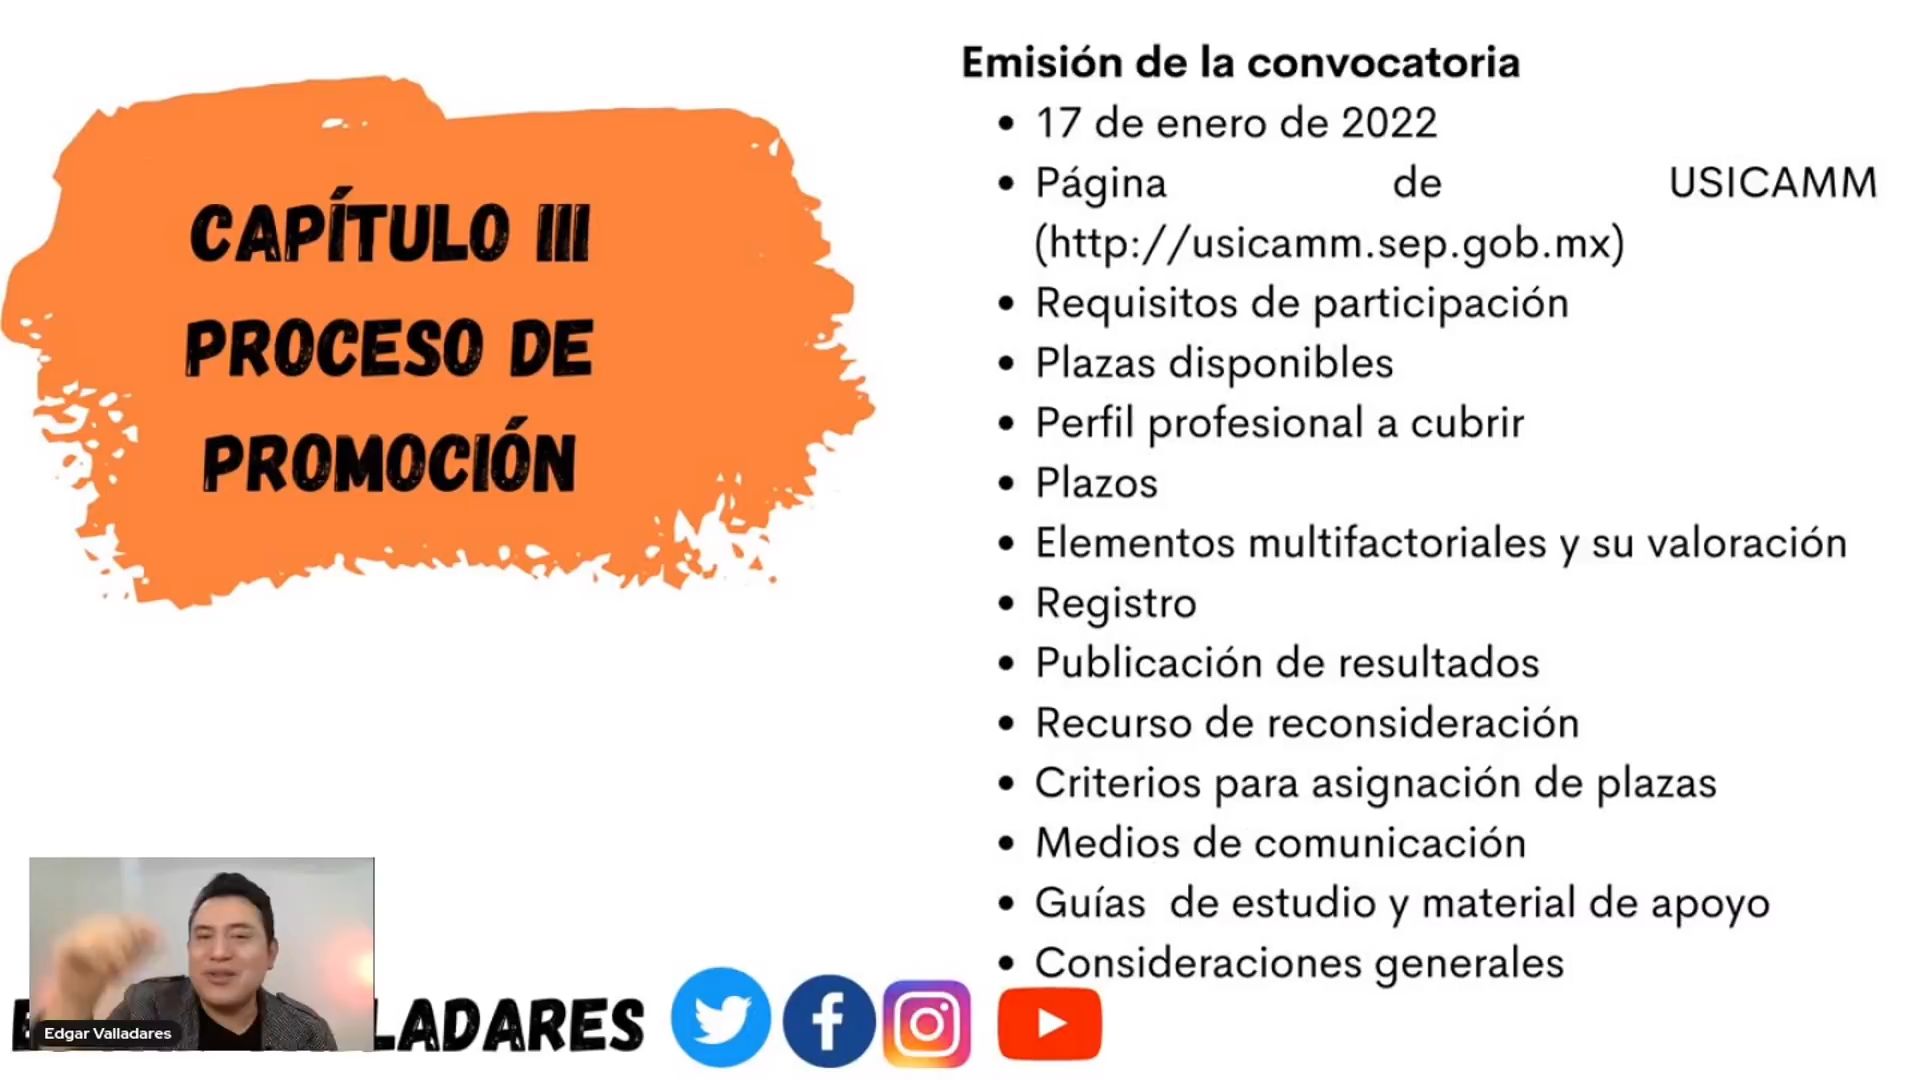 CAPÍTULO III
PROCESO DE
PROMOCIÓN
Emisión de la convocatoria
• 17 de enero de 2022
• Página de USICAMM
(http://usicamm.sep.gob.mx)
• Requisitos de participación
• Plazas disponibles
• Perfil profesional a cubrir
• Plazos
• Elementos multifactoriales y su valoración
• Registro
• Publicación de resultados
• Recurso de reconsideración
• Criterios para asignación de plazas
• Medios de comunicación
• Guías de estudio y material de apoyo
• Consideraciones generales
Edgar Valladares
LADARES